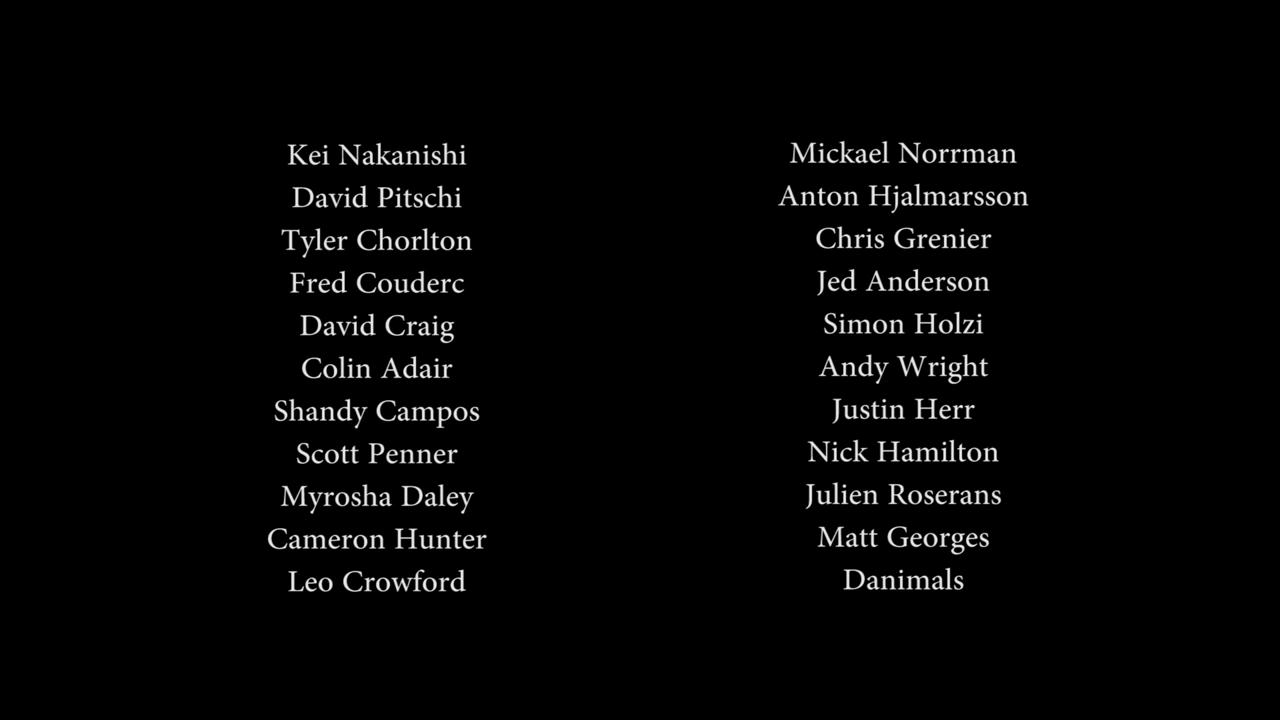 Kei Nakanishi
David Pitschi
Tyler Chorlton
Fred Couderc
David Craig
Colin Adair
Shandy Campos
Scott Penner
Myrosha Daley
Cameron Hunter
Leo Crowford
Mickael Norrman
Anton Hjalmarsson
Chris Grenier
Jed Anderson
Simon Holzi
Andy Wright
Justin Herr
Nick Hamilton
Julien Roserans
Matt Georges
Danimals